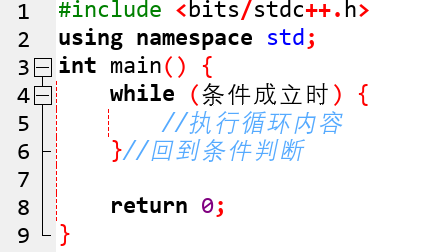 1 #include <bits/stdc++.h>
2 using namespace std;
3 int main() {
4 while (条件成立时) {
5 //执行循环内容
6 }//回到条件判断
7
8 return 0;
9 }